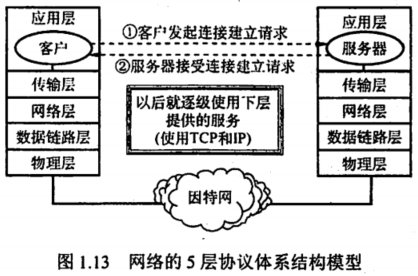 应用层
客户
传输层
网络层
数据链路层
物理层
①客户发起连接建立请求
②服务器接受连接建立请求
以后就逐级使用下层
提供的服务
(使用TCP和IP)
因特网
应用层
服务器
传输层
网络层
数据链路层
物理层
图 1.13 网络的 5 层协议体系结构模型